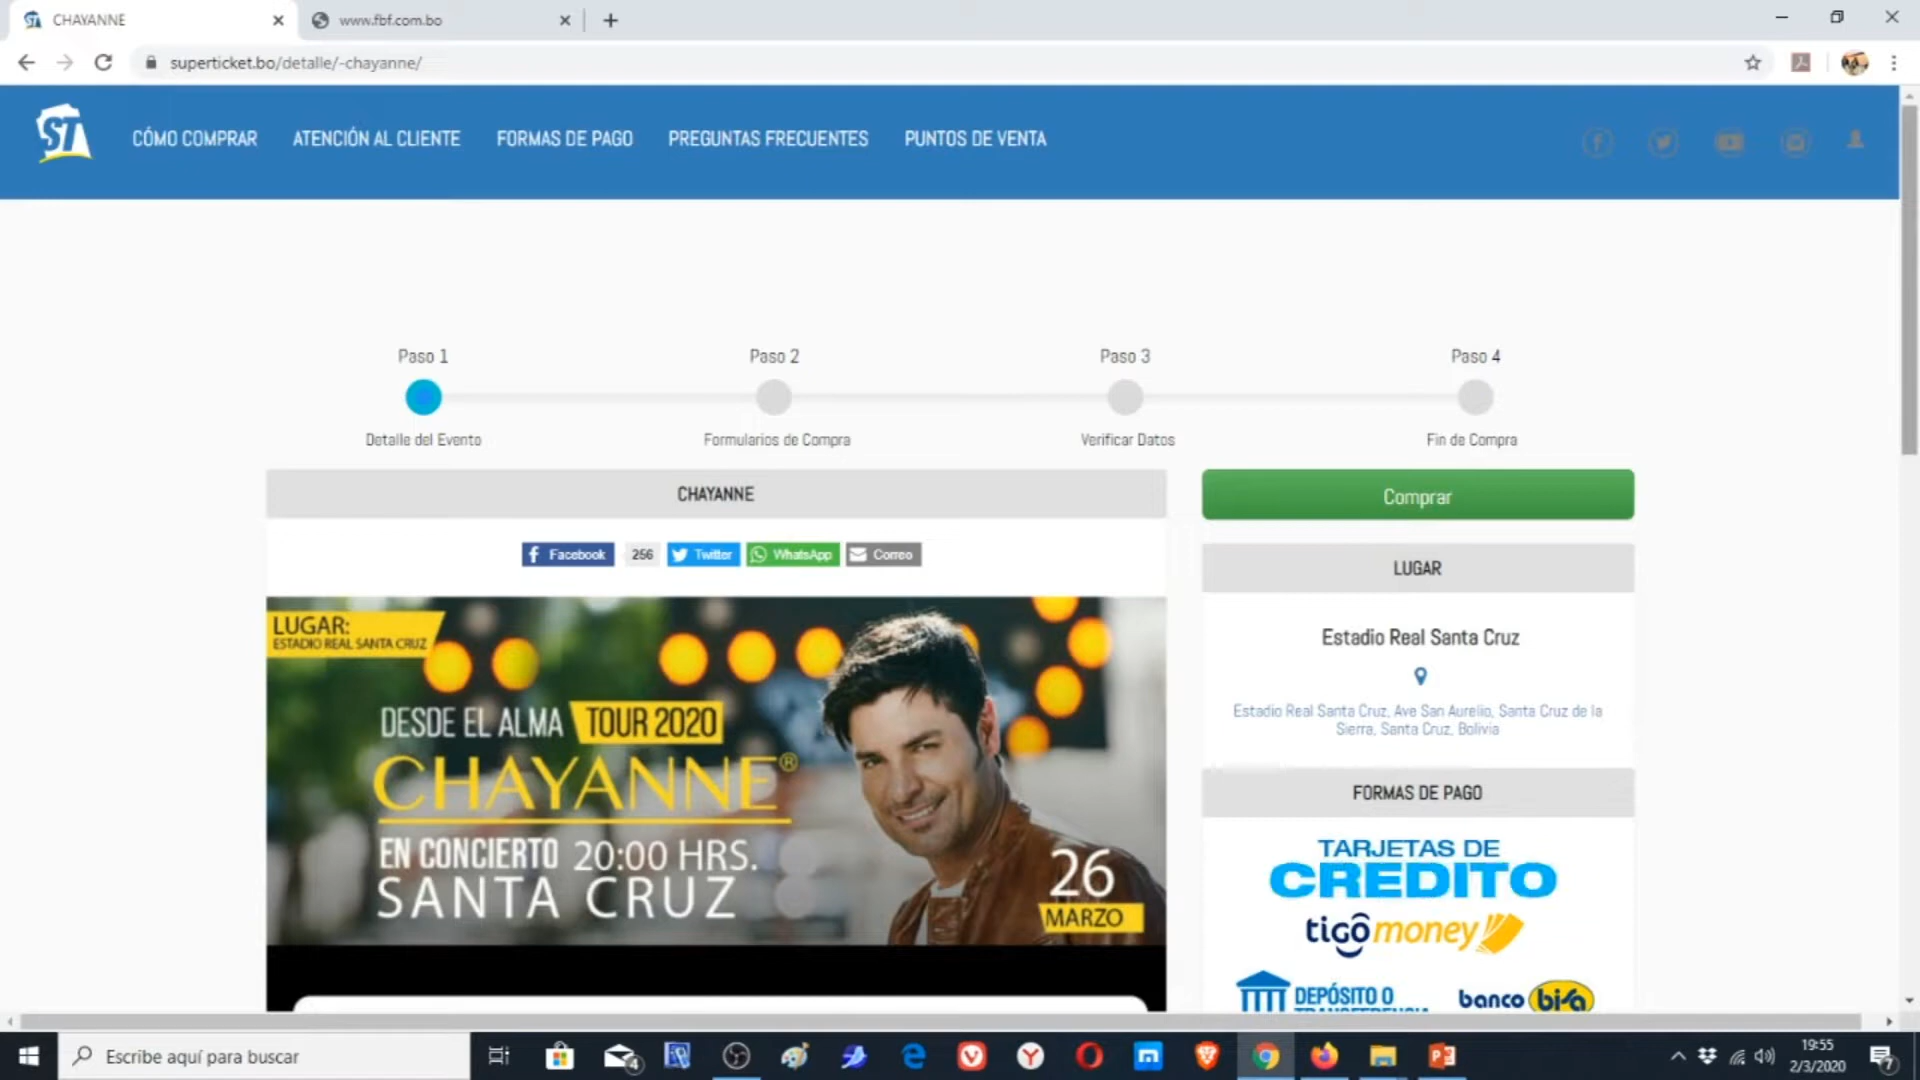 CHAYANNE
www.fbf.com.bo
superticket.bo/detalle/-chayanne/
ST
CÓMO COMPRAR
ATENCIÓN AL CLIENTE
FORMAS DE PAGO
PREGUNTAS FRECUENTES
PUNTOS DE VENTA
Paso 1
Paso 2
Paso 3
Paso 4
Detalle del Evento
Formularios de Compra
Verificar Datos
Fin de Compra
CHAYANNE
Comprar
Facebook
256
Twitter
WhatsApp
Correo
LUGAR:
ESTADIO REAL SANTA CRUZ
DESDE EL ALMA TOUR 2020
CHAYANNE®
EN CONCIERTO 20:00 HRS.
SANTA CRUZ
26
MARZO
LUGAR
Estadio Real Santa Cruz
Estadio Real Santa Cruz, Ave San Aurelio, Santa Cruz de la
Sierra, Santa Cruz, Bolivia
FORMAS DE PAGO
TARJETAS DE
CREDITO
tigo money
DEPÓSITO O
TRANSFERENCIA
banco bisa
Escribe aquí para buscar
4
19:55
2/3/2020
7